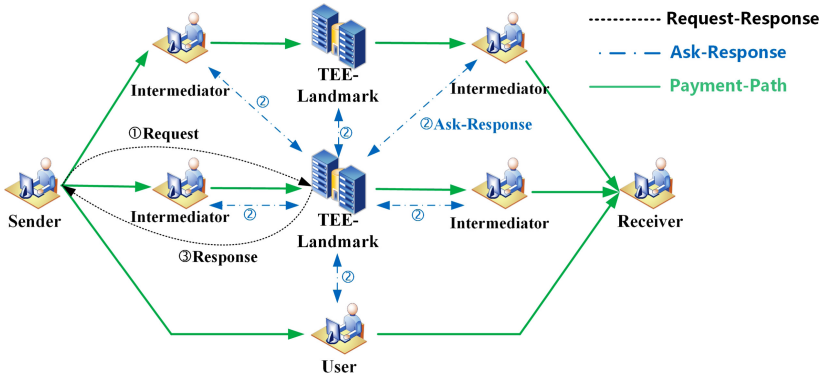 Request-Response
Ask-Response
Payment-Path
Intermediator
TEE-
Landmark
Intermediator
②
②
②Ask-Response
①Request
Sender
Intermediator
②
TEE-
Landmark
②
Intermediator
Receiver
③Response
②
User